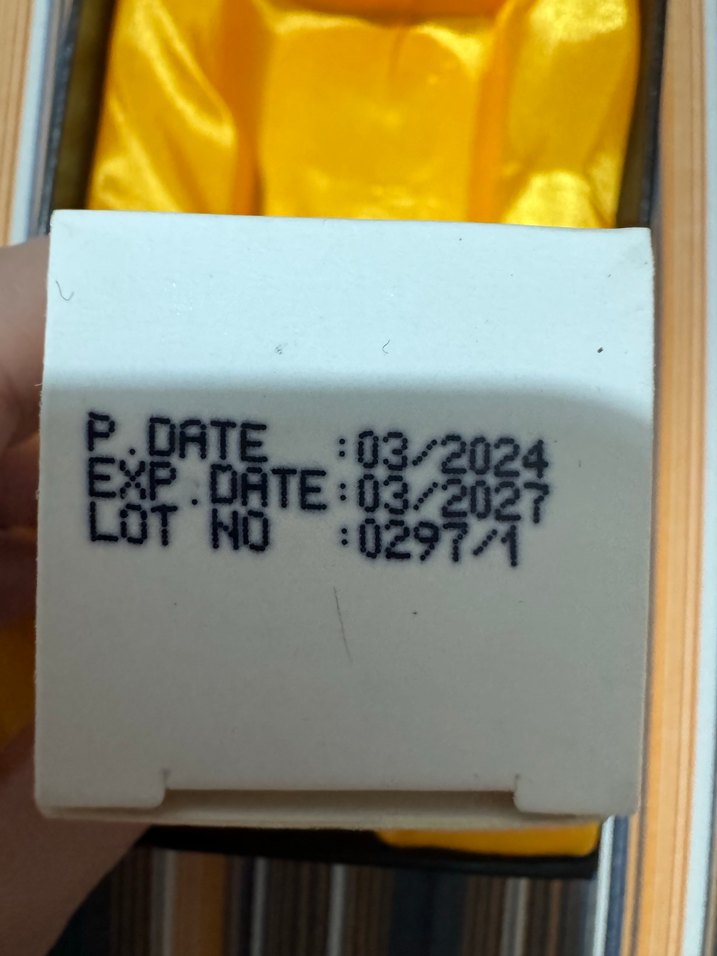 P.DATE :03/2024
EXP.DATE:03/2027
LOT NO :0297/1